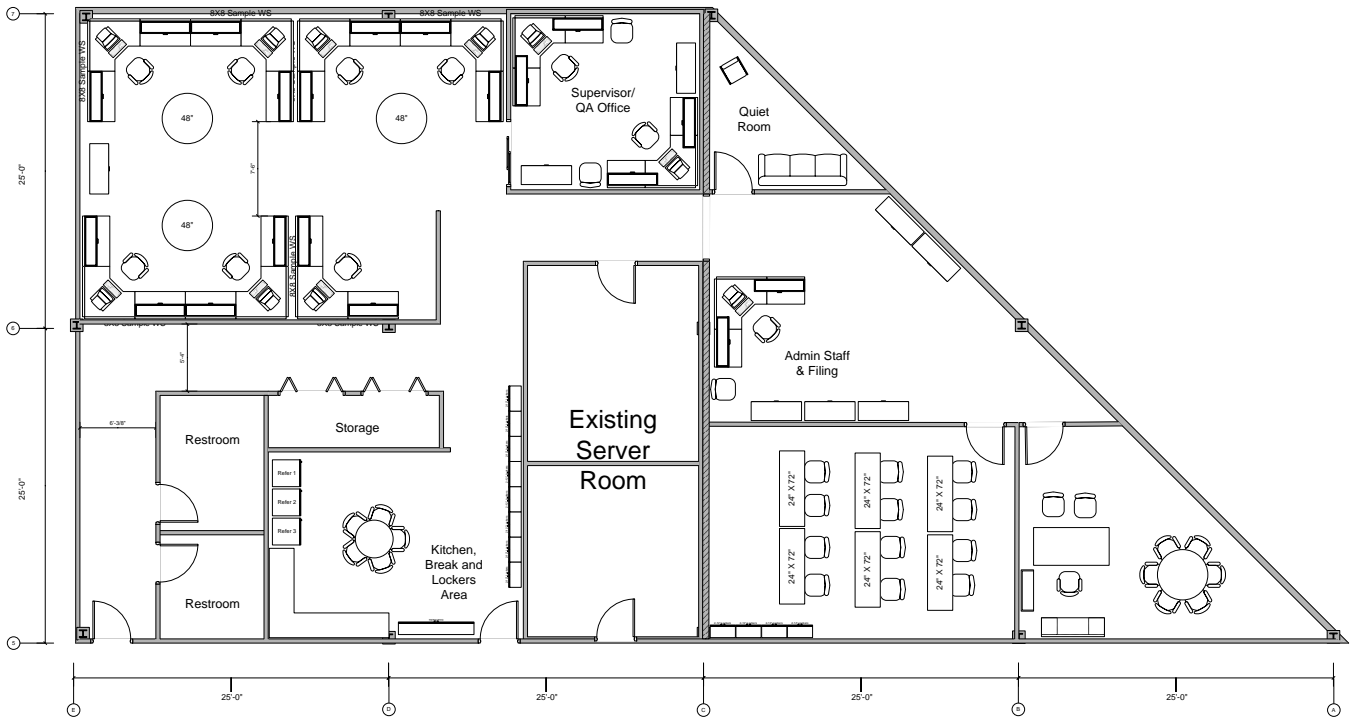 7
8X8 Sample WS
8X8 Sample WS
8X8 Sample WS
48"
48"
Supervisor/
QA Office
Quiet
Room
25'-0"
7'-6"
48"
8X8 Sample WS
6
8X8 Sample WS
8X8 Sample WS
5'-4"
Admin Staff
& Filing
6'-3/8"
Restroom
Storage
Existing
Server
Room
Refer 1
Refer 2
Refer 3
24" X 72"
24" X 72"
24" X 72"
25'-0"
Kitchen,
Break and
Lockers
Area
24" X 72"
24" X 72"
24" X 72"
Restroom
5
25'-0"
25'-0"
25'-0"
25'-0"
E
D
C
B
A